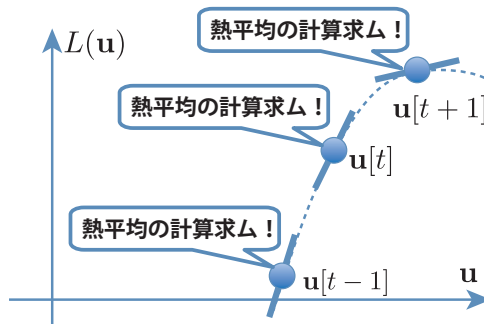 熱平均の計算求ム！
L(u)
u[t + 1]
熱平均の計算求ム！
u[t]
熱平均の計算求ム！
u[t − 1]
u